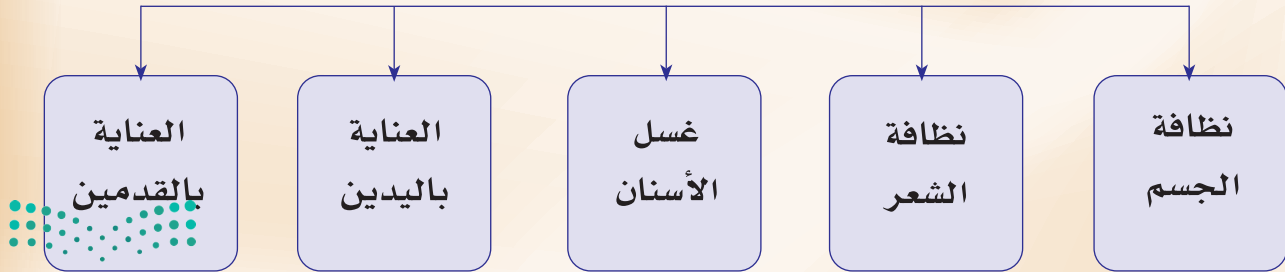 نظافة
الجسم
نظافة
الشعر
غسل
الأسنان
العناية
باليدين
العناية
بالقدمين